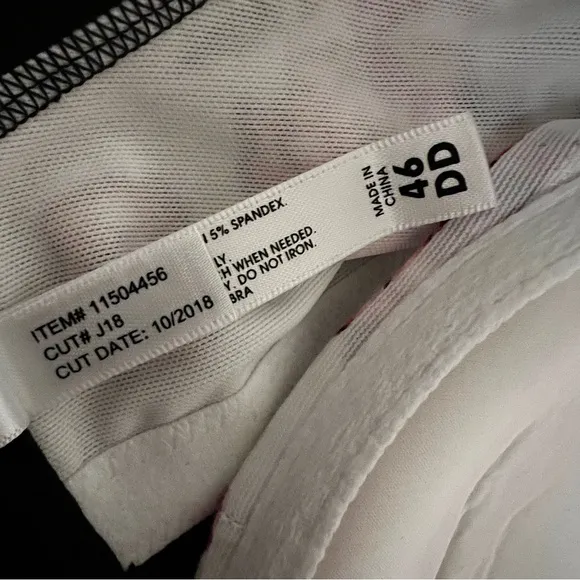 ITEM# 11504456
CUT# J18
CUT DATE: 10/2018
5% SPANDEX.
WHEN NEEDED.
DO NOT IRON.
BRA
MADE IN
CHINA
46
DD